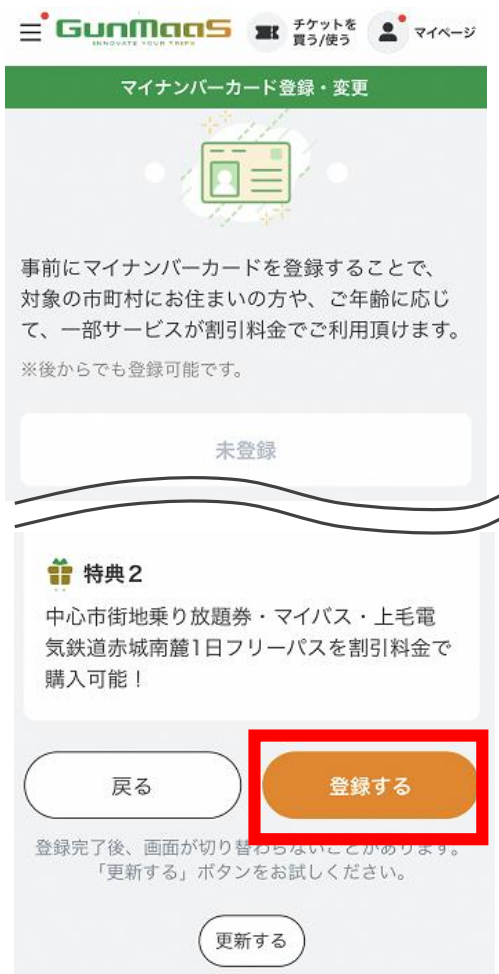 GunMaaS
INNOVATE YOUR TRIPS
チケットを
買う/使う
マイページ
マイナンバーカード登録・変更
事前にマイナンバーカードを登録することで、
対象の市町村にお住まいの方や、ご年齢に応じ
て、一部サービスが割引料金でご利用頂けます。
※後からでも登録可能です。
未登録
特典2
中心市街地乗り放題券・マイバス・上毛電
気鉄道赤城南麓1日フリーパスを割引料金で
購入可能！
戻る
登録する
登録完了後、画面が切り替わらないことがあります。
「更新する」ボタンをお試しください。
更新する